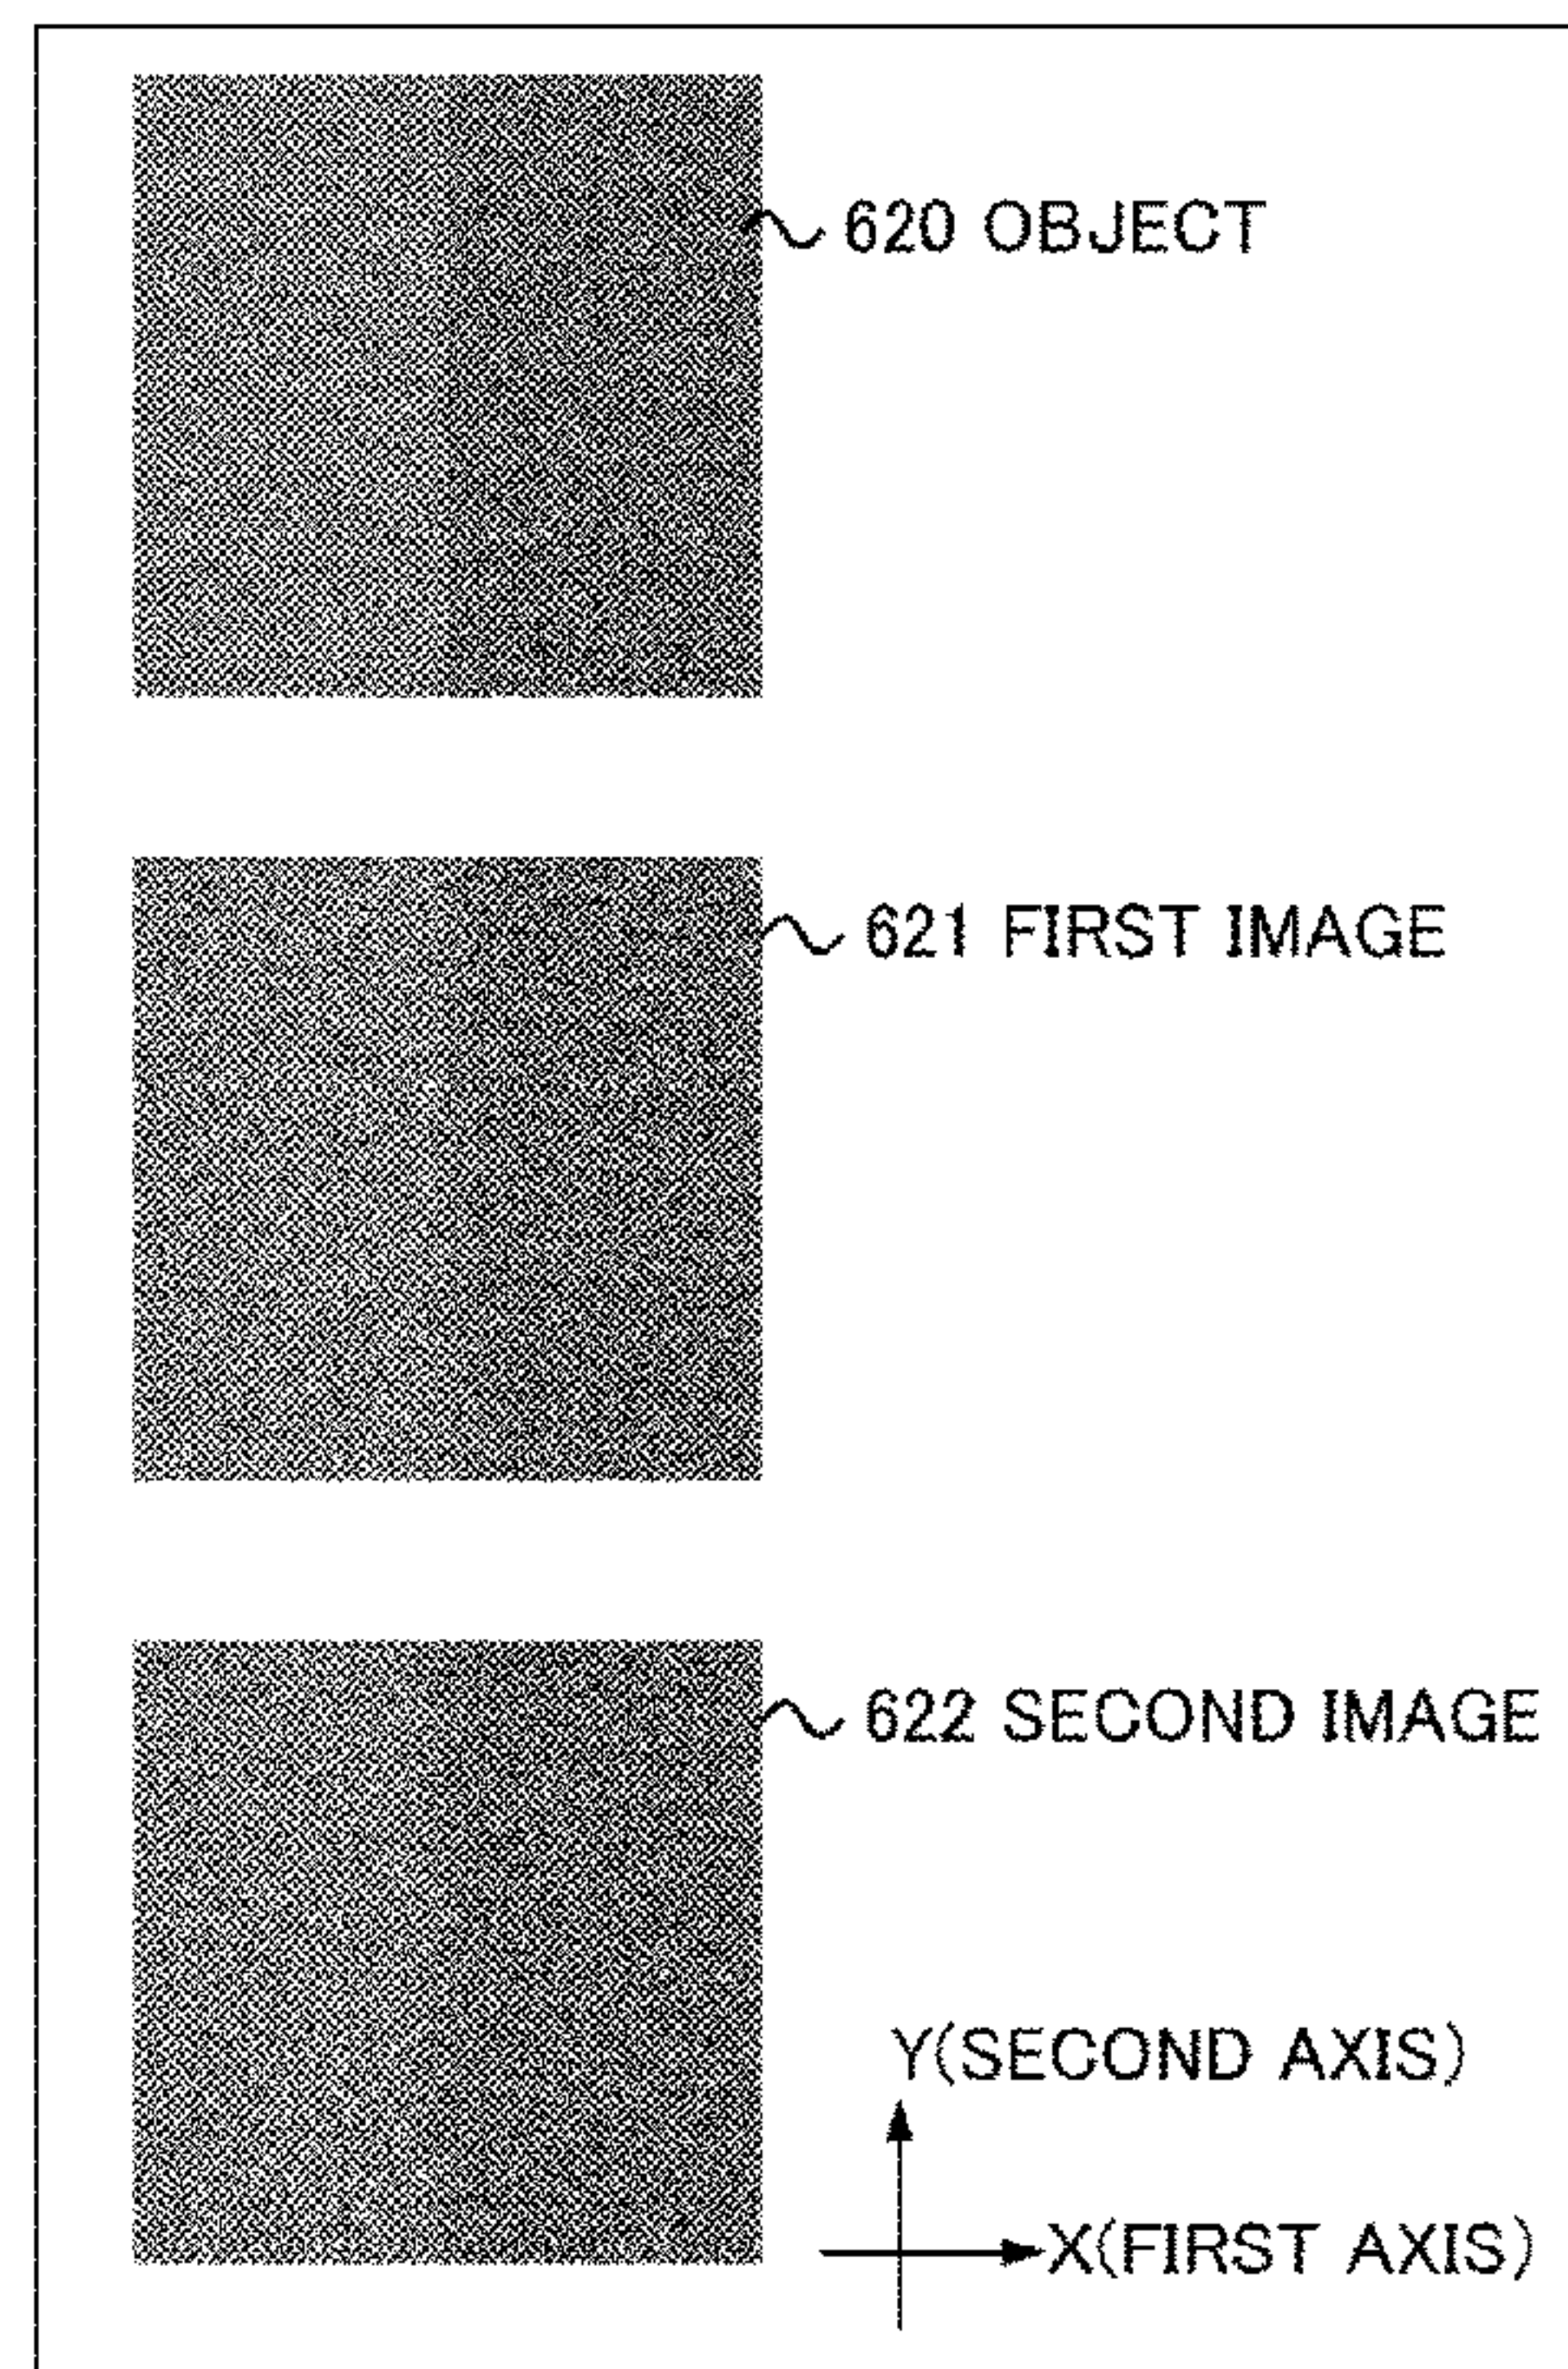 620 OBJECT
621 FIRST IMAGE
622 SECOND IMAGE
Y(SECOND AXIS)
X(FIRST AXIS)